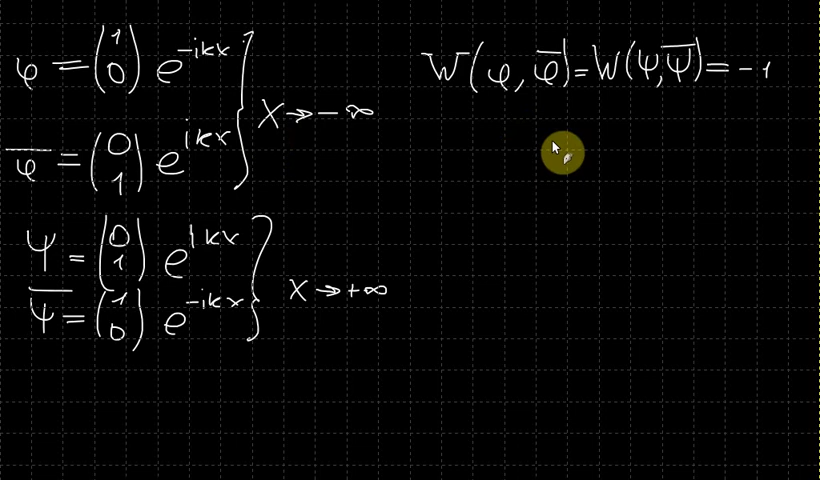 φ = (1 0) e^{-ikx}
x → -∞
φ̄ = (0 1) e^{ikx}
ψ = (0 1) e^{ikx}
x → +∞
ψ̄ = (1 0) e^{-ikx}
W(φ, φ̄) = W(ψ, ψ̄) = -1